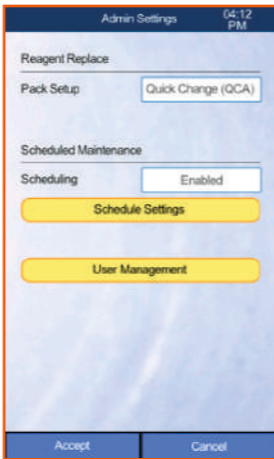 Admin Settings 04:12 PM
Reagent Replace
Pack Setup Quick Change (QCA)
Scheduled Maintenance
Scheduling Enabled
Schedule Settings
User Management
Accept Cancel